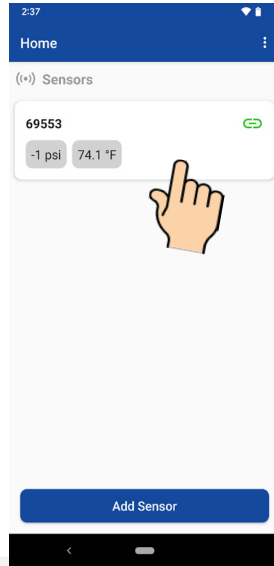 2:37
Home
Sensors
69553
-1 psi 74.1 °F
Add Sensor